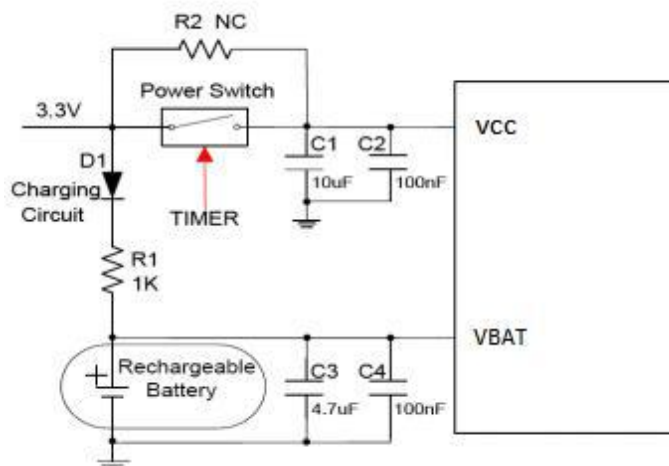 R2 NC
Power Switch
3.3V
VCC
C1
C2
10uF
100nF
D1
Charging
Circuit
TIMER
R1
1K
VBAT
+
Rechargeable
Battery
C3
C4
4.7uF
100nF